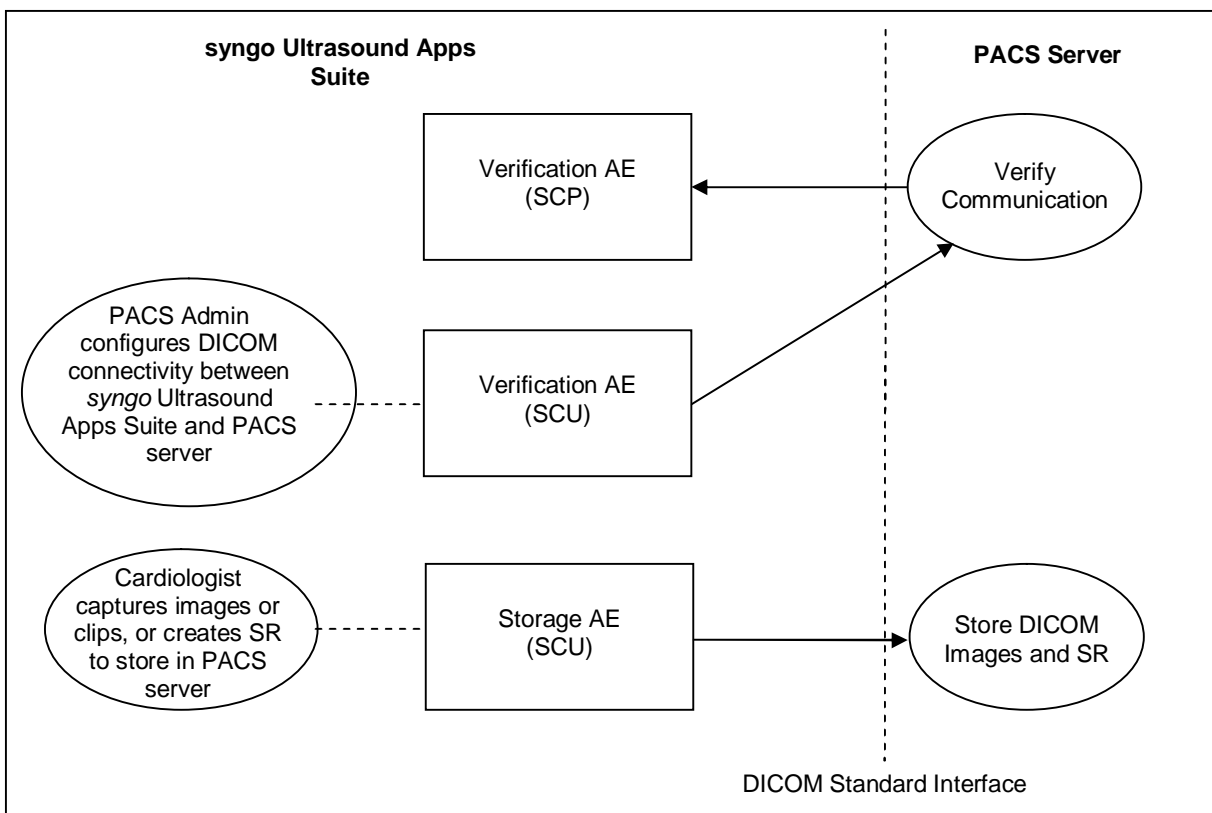 syngo Ultrasound Apps
Suite
PACS Server
Verification AE
(SCP)
Verify
Communication
PACS Admin
configures DICOM
connectivity between
syngo Ultrasound
Apps Suite and PACS
server
Verification AE
(SCU)
Cardiologist
captures images or
clips, or creates SR
to store in PACS
server
Storage AE
(SCU)
Store DICOM
Images and SR
DICOM Standard Interface